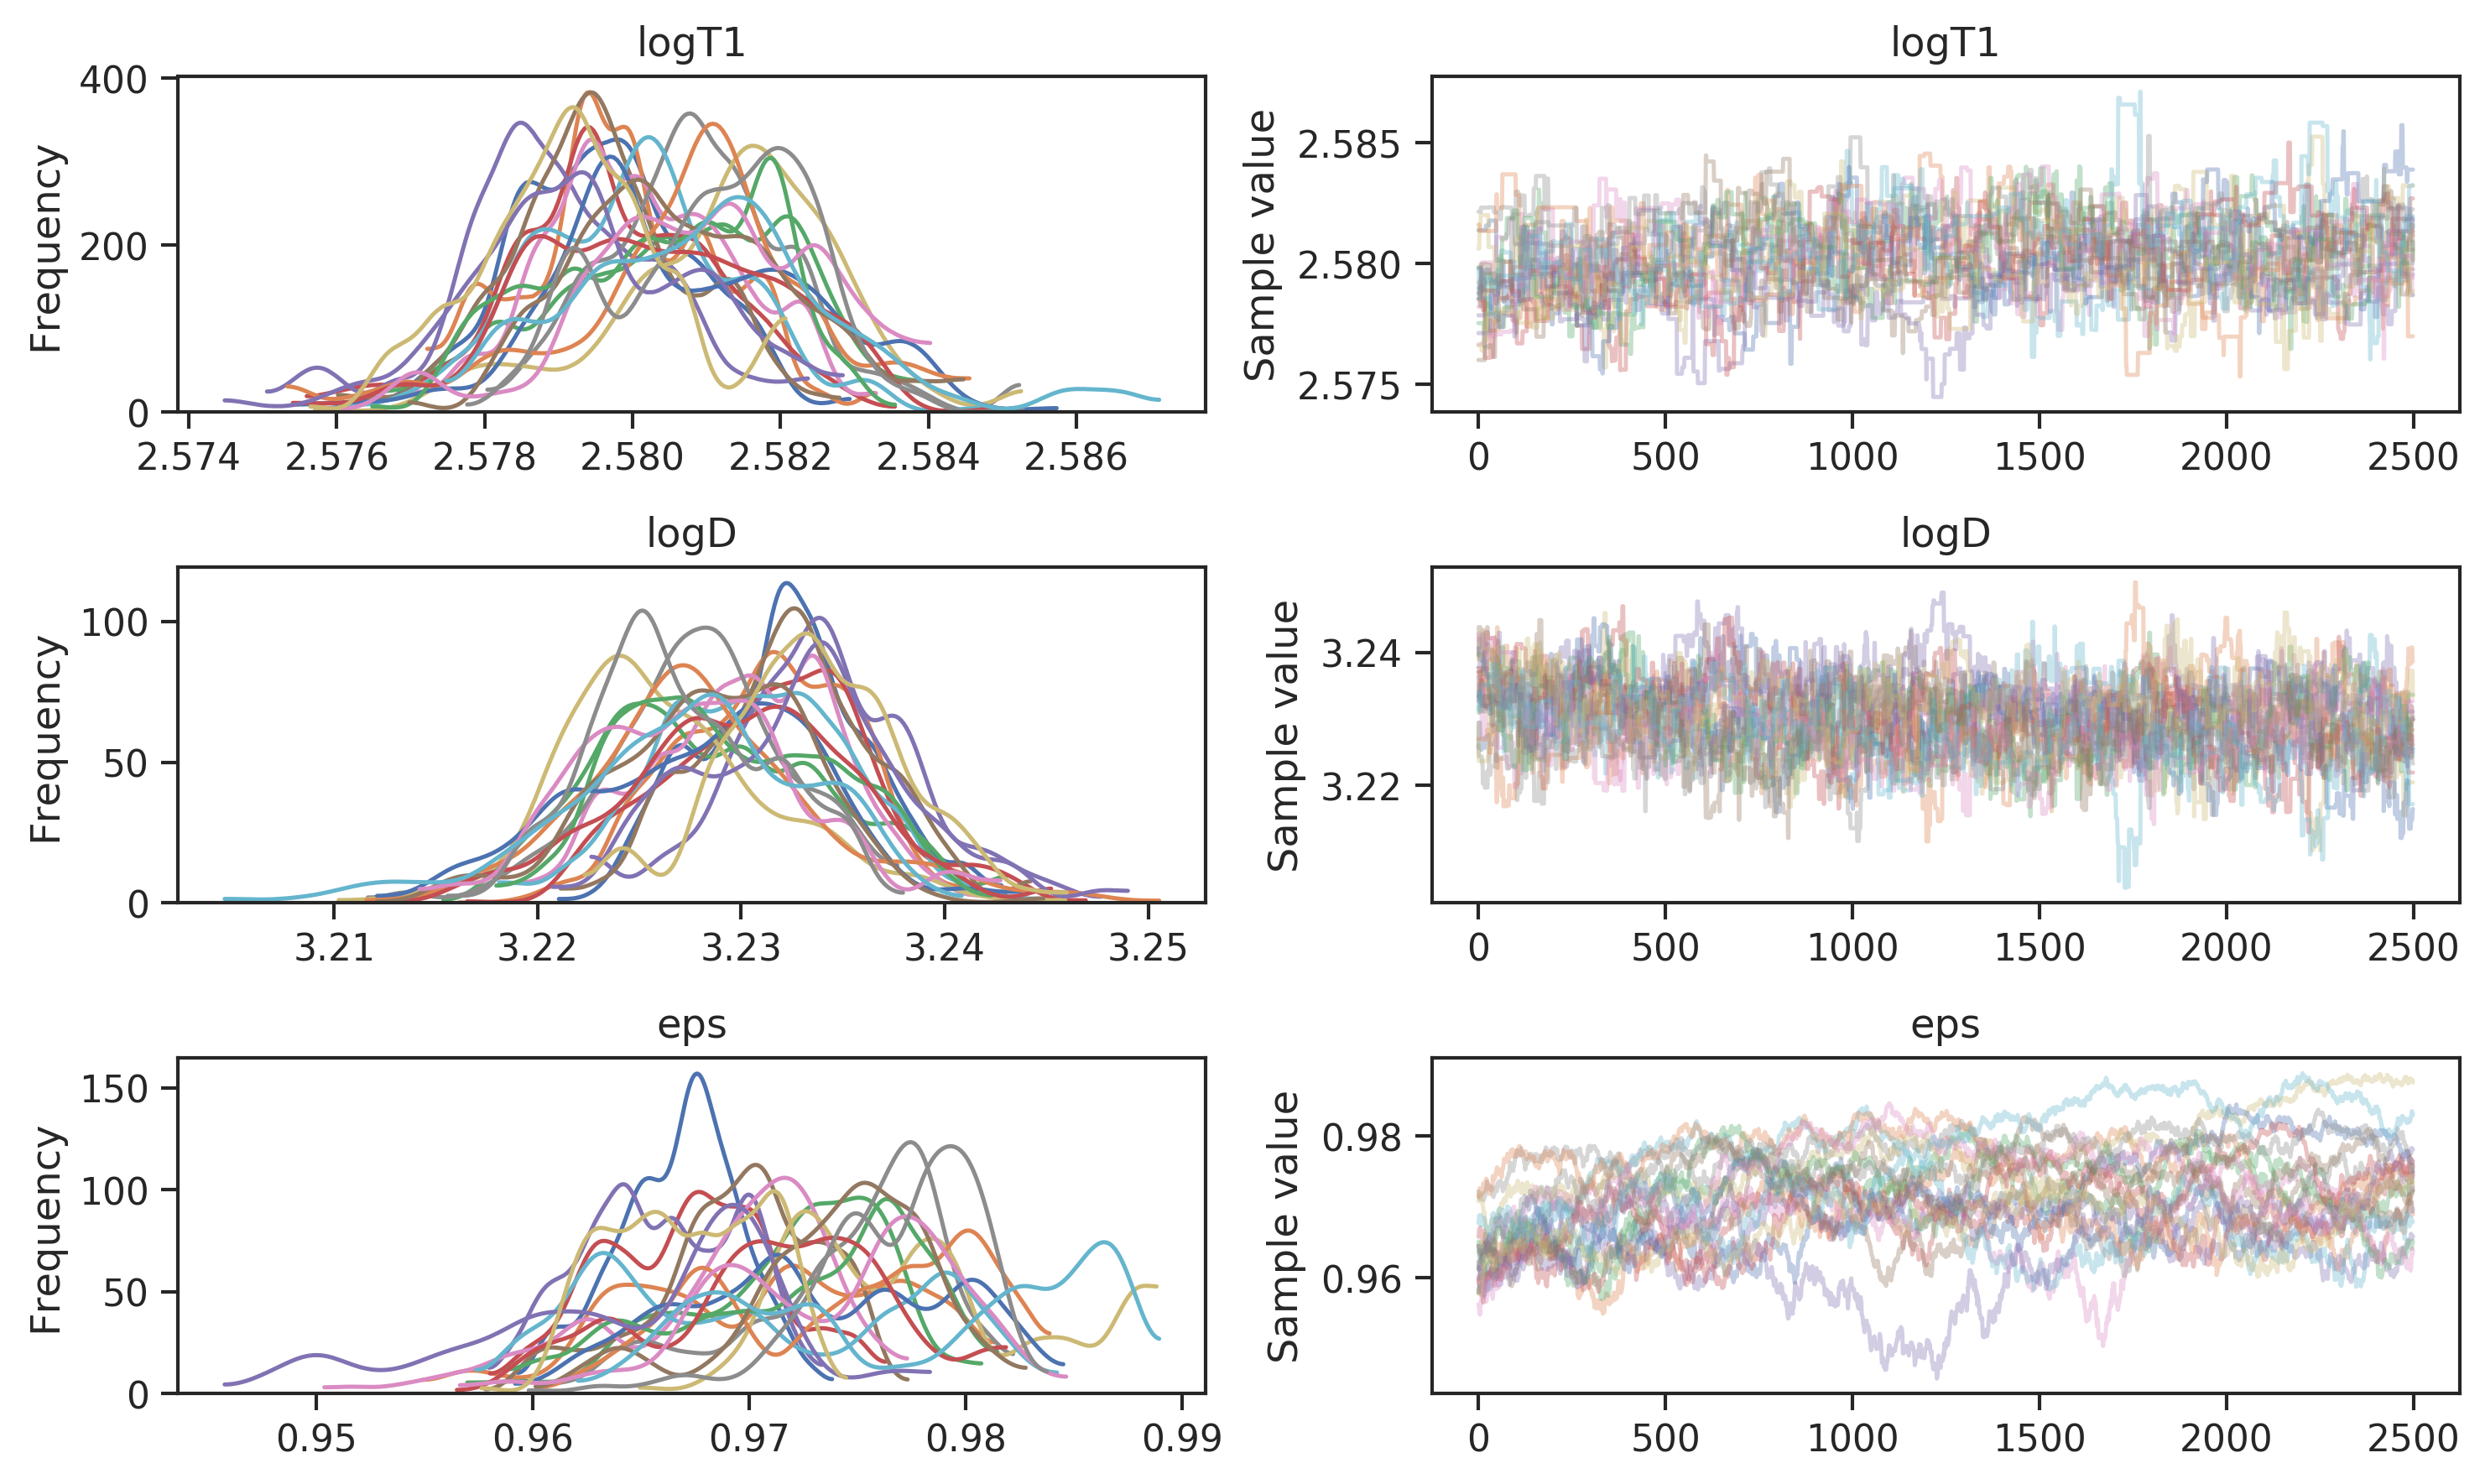 logT1
logT1
400
200
0
Frequency
2.574 2.576 2.578 2.580 2.582 2.584 2.586
2.585
2.580
2.575
Sample value
0 500 1000 1500 2000 2500
logD
logD
100
50
0
Frequency
3.21 3.22 3.23 3.24 3.25
3.24
3.22
Sample value
0 500 1000 1500 2000 2500
eps
eps
150
100
50
0
Frequency
0.95 0.96 0.97 0.98 0.99
0.98
0.96
Sample value
0 500 1000 1500 2000 2500